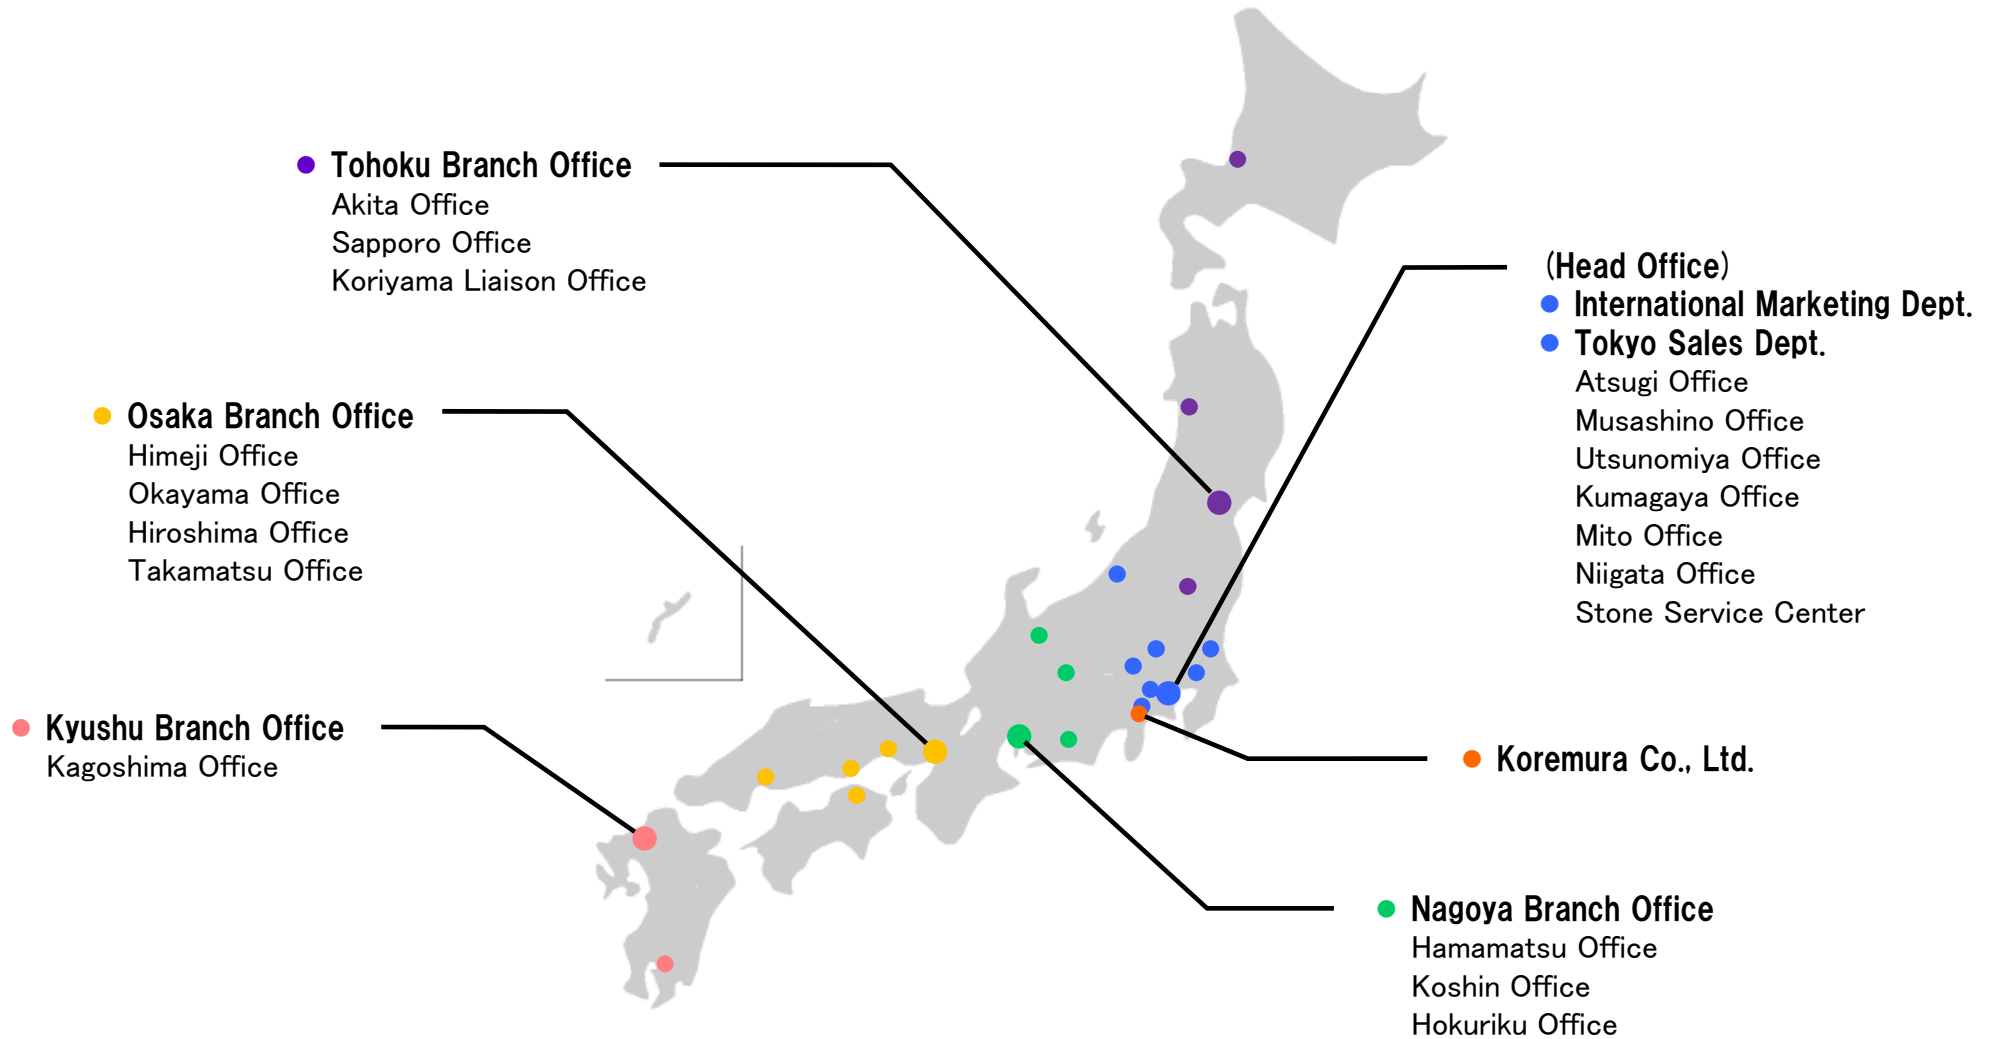 Tohoku Branch Office
Akita Office
Sapporo Office
Koriyama Liaison Office
(Head Office)
International Marketing Dept.
Tokyo Sales Dept.
Atsugi Office
Musashino Office
Utsunomiya Office
Kumagaya Office
Mito Office
Niigata Office
Stone Service Center
Osaka Branch Office
Himeji Office
Okayama Office
Hiroshima Office
Takamatsu Office
Kyushu Branch Office
Kagoshima Office
Koremura Co., Ltd.
Nagoya Branch Office
Hamamatsu Office
Koshin Office
Hokuriku Office